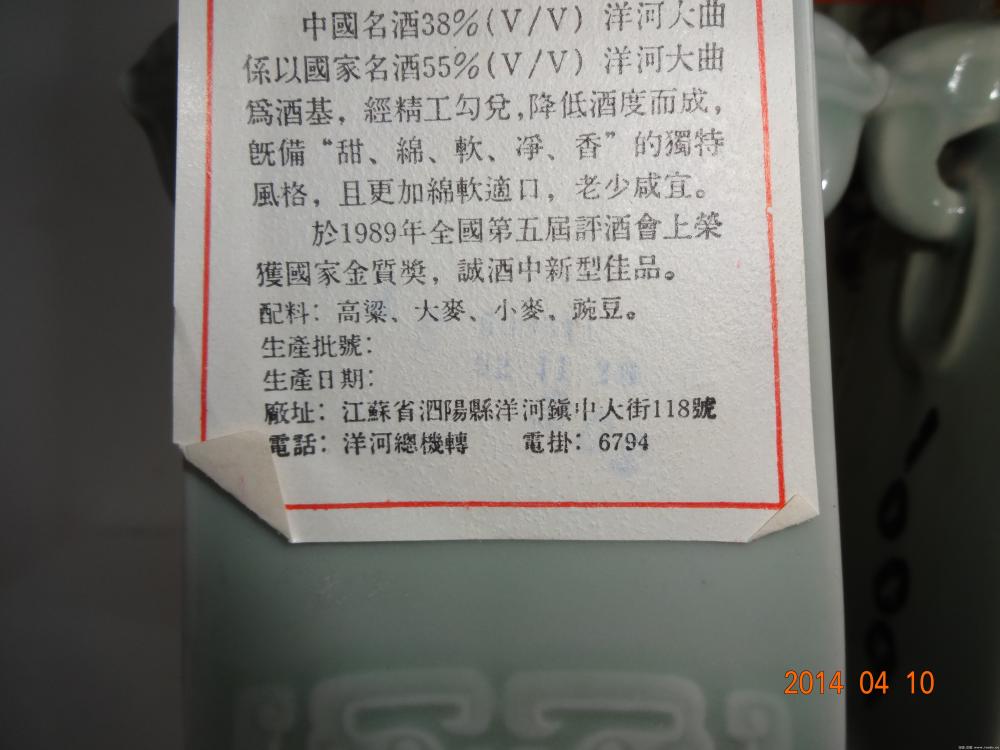 中國名酒38%(V/V) 洋河大曲
係以國家名酒55%(V/V) 洋河大曲
爲酒基，經精工勾兌，降低酒度而成，
既備“甜、綿、軟、凈、香”的獨特
風格，且更加綿軟適口，老少咸宜。
於1989年全國第五屆評酒會上榮
獲國家金質獎，誠酒中新型佳品。
配料：高粱、大麥、小麥、豌豆。
生產批號：
生產日期：
廠址：江蘇省泗陽縣洋河鎮中大街118號
電話：洋河總機轉 電掛：6794
1000
2014 04 10